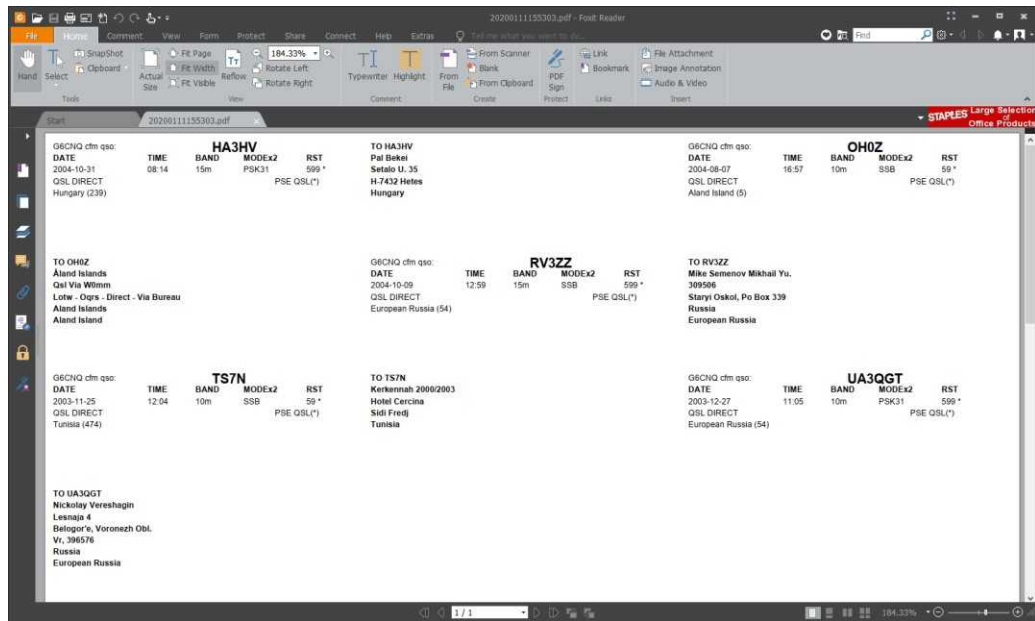 20200111155303.pdf - Foxit Reader
File Home Comment View Form Protect Share Connect Help Extras Tell me what you want to do.. Find
Hand
Select
SnapShot
Clipboard
Tools
Actual Size
Fit Page
Fit Width
Fit Visible
Reflow
184.33%
Rotate Left
Rotate Right
View
Typewriter
Highlight
Comment
From File
From Scanner
Blank
From Clipboard
Create
PDF Sign
Protect
Link
Bookmark
Links
File Attachment
Image Annotation
Audio & Video
Insert
Start 20200111155303.pdf
STAPLES Large Selection of Office Products
G6CNQ cfm qso: HA3HV
DATE TIME BAND MODEx2 RST
2004-10-31 08:14 15m PSK31 599 *
QSL DIRECT PSE QSL(*)
Hungary (239)
TO HA3HV
Pal Bekei
Setalo U. 35
H-7432 Hetes
Hungary
G6CNQ cfm qso: OH0Z
DATE TIME BAND MODEx2 RST
2004-08-07 16:57 10m SSB 59 *
QSL DIRECT PSE QSL(*)
Aland Island (5)
TO OH0Z
Åland Islands
Qsl Via W0mm
Lotw - Oqrs - Direct - Via Bureau
Aland Islands
Aland Island
G6CNQ cfm qso: RV3ZZ
DATE TIME BAND MODEx2 RST
2004-10-09 12:59 15m SSB 599 *
QSL DIRECT PSE QSL(*)
European Russia (54)
TO RV3ZZ
Mike Semenov Mikhail Yu.
309506
Staryi Oskol, Po Box 339
Russia
European Russia
G6CNQ cfm qso: TS7N
DATE TIME BAND MODEx2 RST
2003-11-25 12:04 10m SSB 59 *
QSL DIRECT PSE QSL(*)
Tunisia (474)
TO TS7N
Kerkennah 2000/2003
Hotel Cercina
Sidi Fredj
Tunisia
G6CNQ cfm qso: UA3QGT
DATE TIME BAND MODEx2 RST
2003-12-27 11:05 10m PSK31 599 *
QSL DIRECT PSE QSL(*)
European Russia (54)
TO UA3QGT
Nickolay Vereshagin
Lesnaja 4
Belogor'e, Voronezh Obl.
Vr, 396576
Russia
European Russia
1 / 1
184.33%